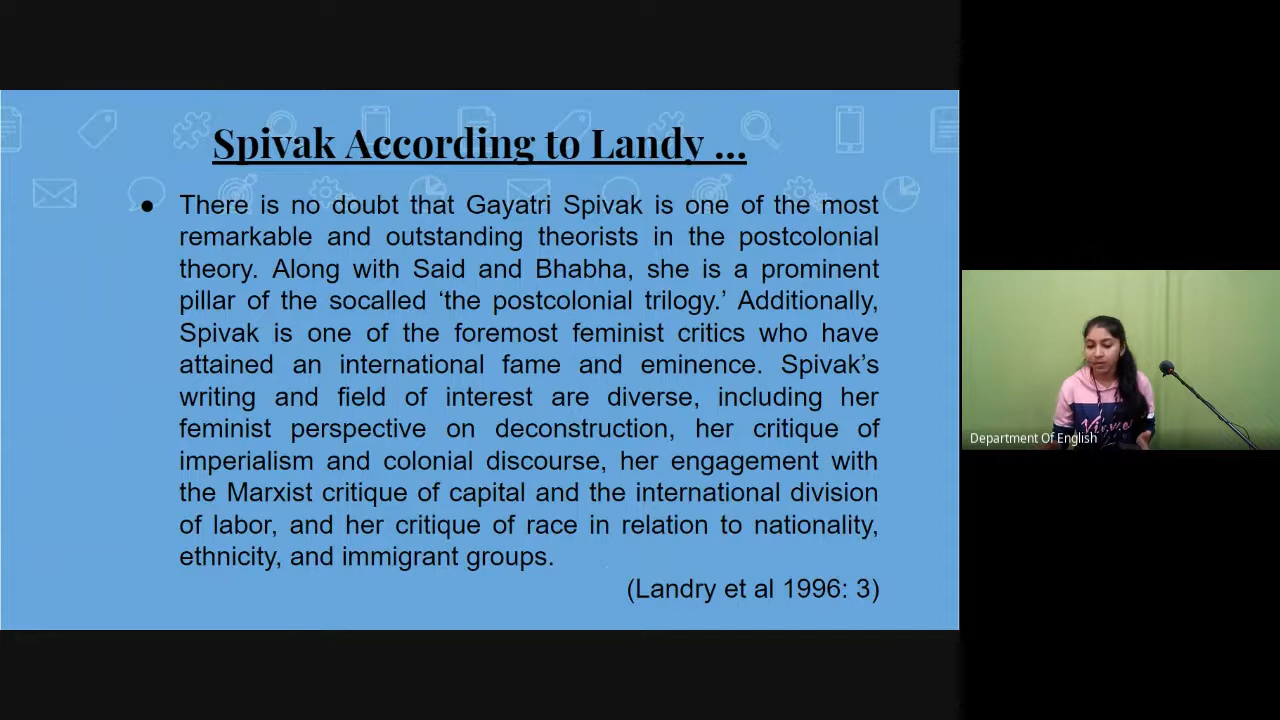 Spivak According to Landy ...
● There is no doubt that Gayatri Spivak is one of the most
remarkable and outstanding theorists in the postcolonial
theory. Along with Said and Bhabha, she is a prominent
pillar of the socalled ‘the postcolonial trilogy.’ Additionally,
Spivak is one of the foremost feminist critics who have
attained an international fame and eminence. Spivak’s
writing and field of interest are diverse, including her
feminist perspective on deconstruction, her critique of
imperialism and colonial discourse, her engagement with
the Marxist critique of capital and the international division
of labor, and her critique of race in relation to nationality,
ethnicity, and immigrant groups.
(Landry et al 1996: 3)
Department Of English